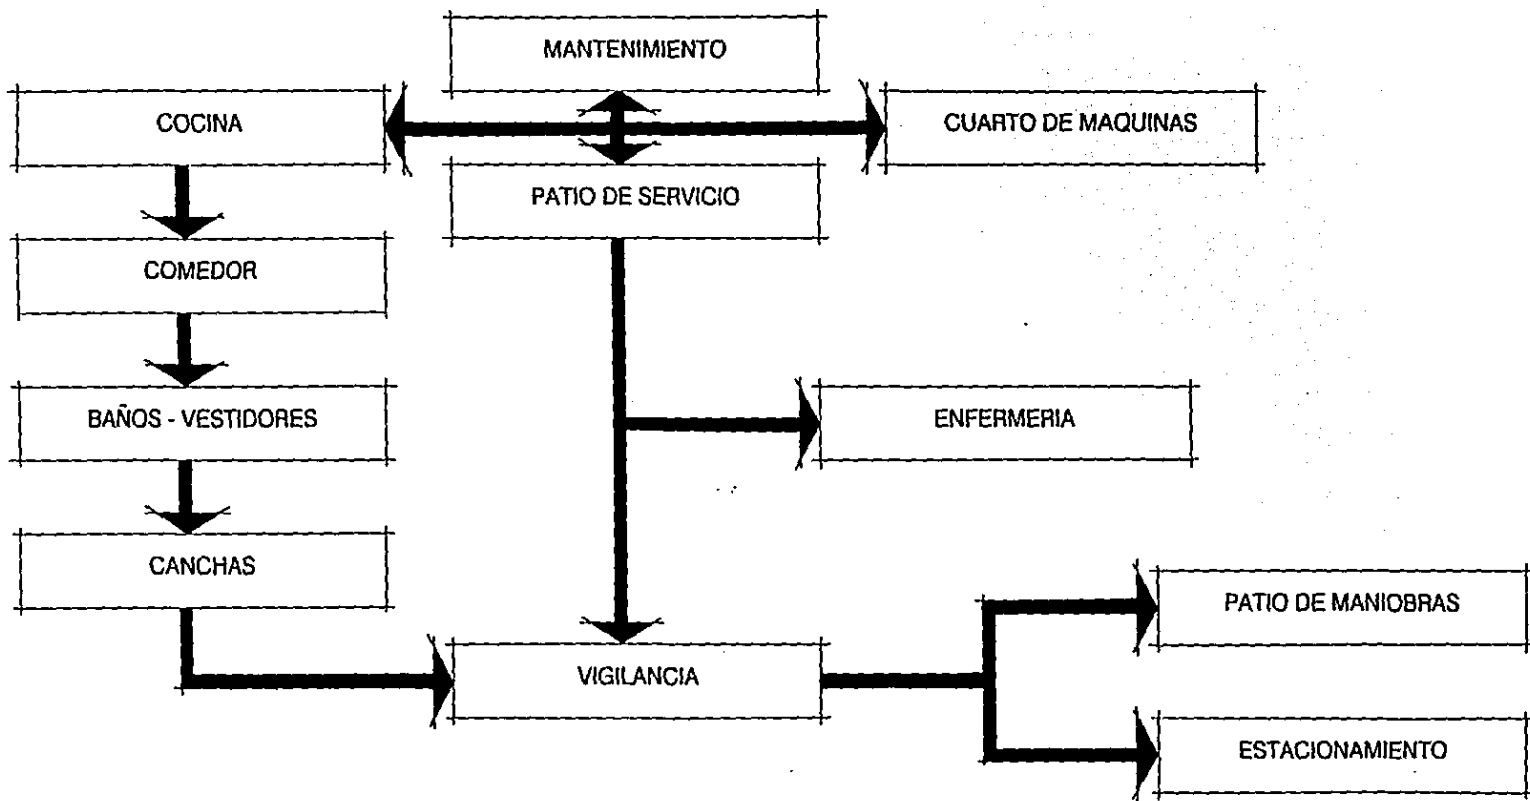 MANTENIMIENTO
COCINA
CUARTO DE MAQUINAS
PATIO DE SERVICIO
COMEDOR
BAÑOS - VESTIDORES
ENFERMERIA
CANCHAS
PATIO DE MANIOBRAS
VIGILANCIA
ESTACIONAMIENTO